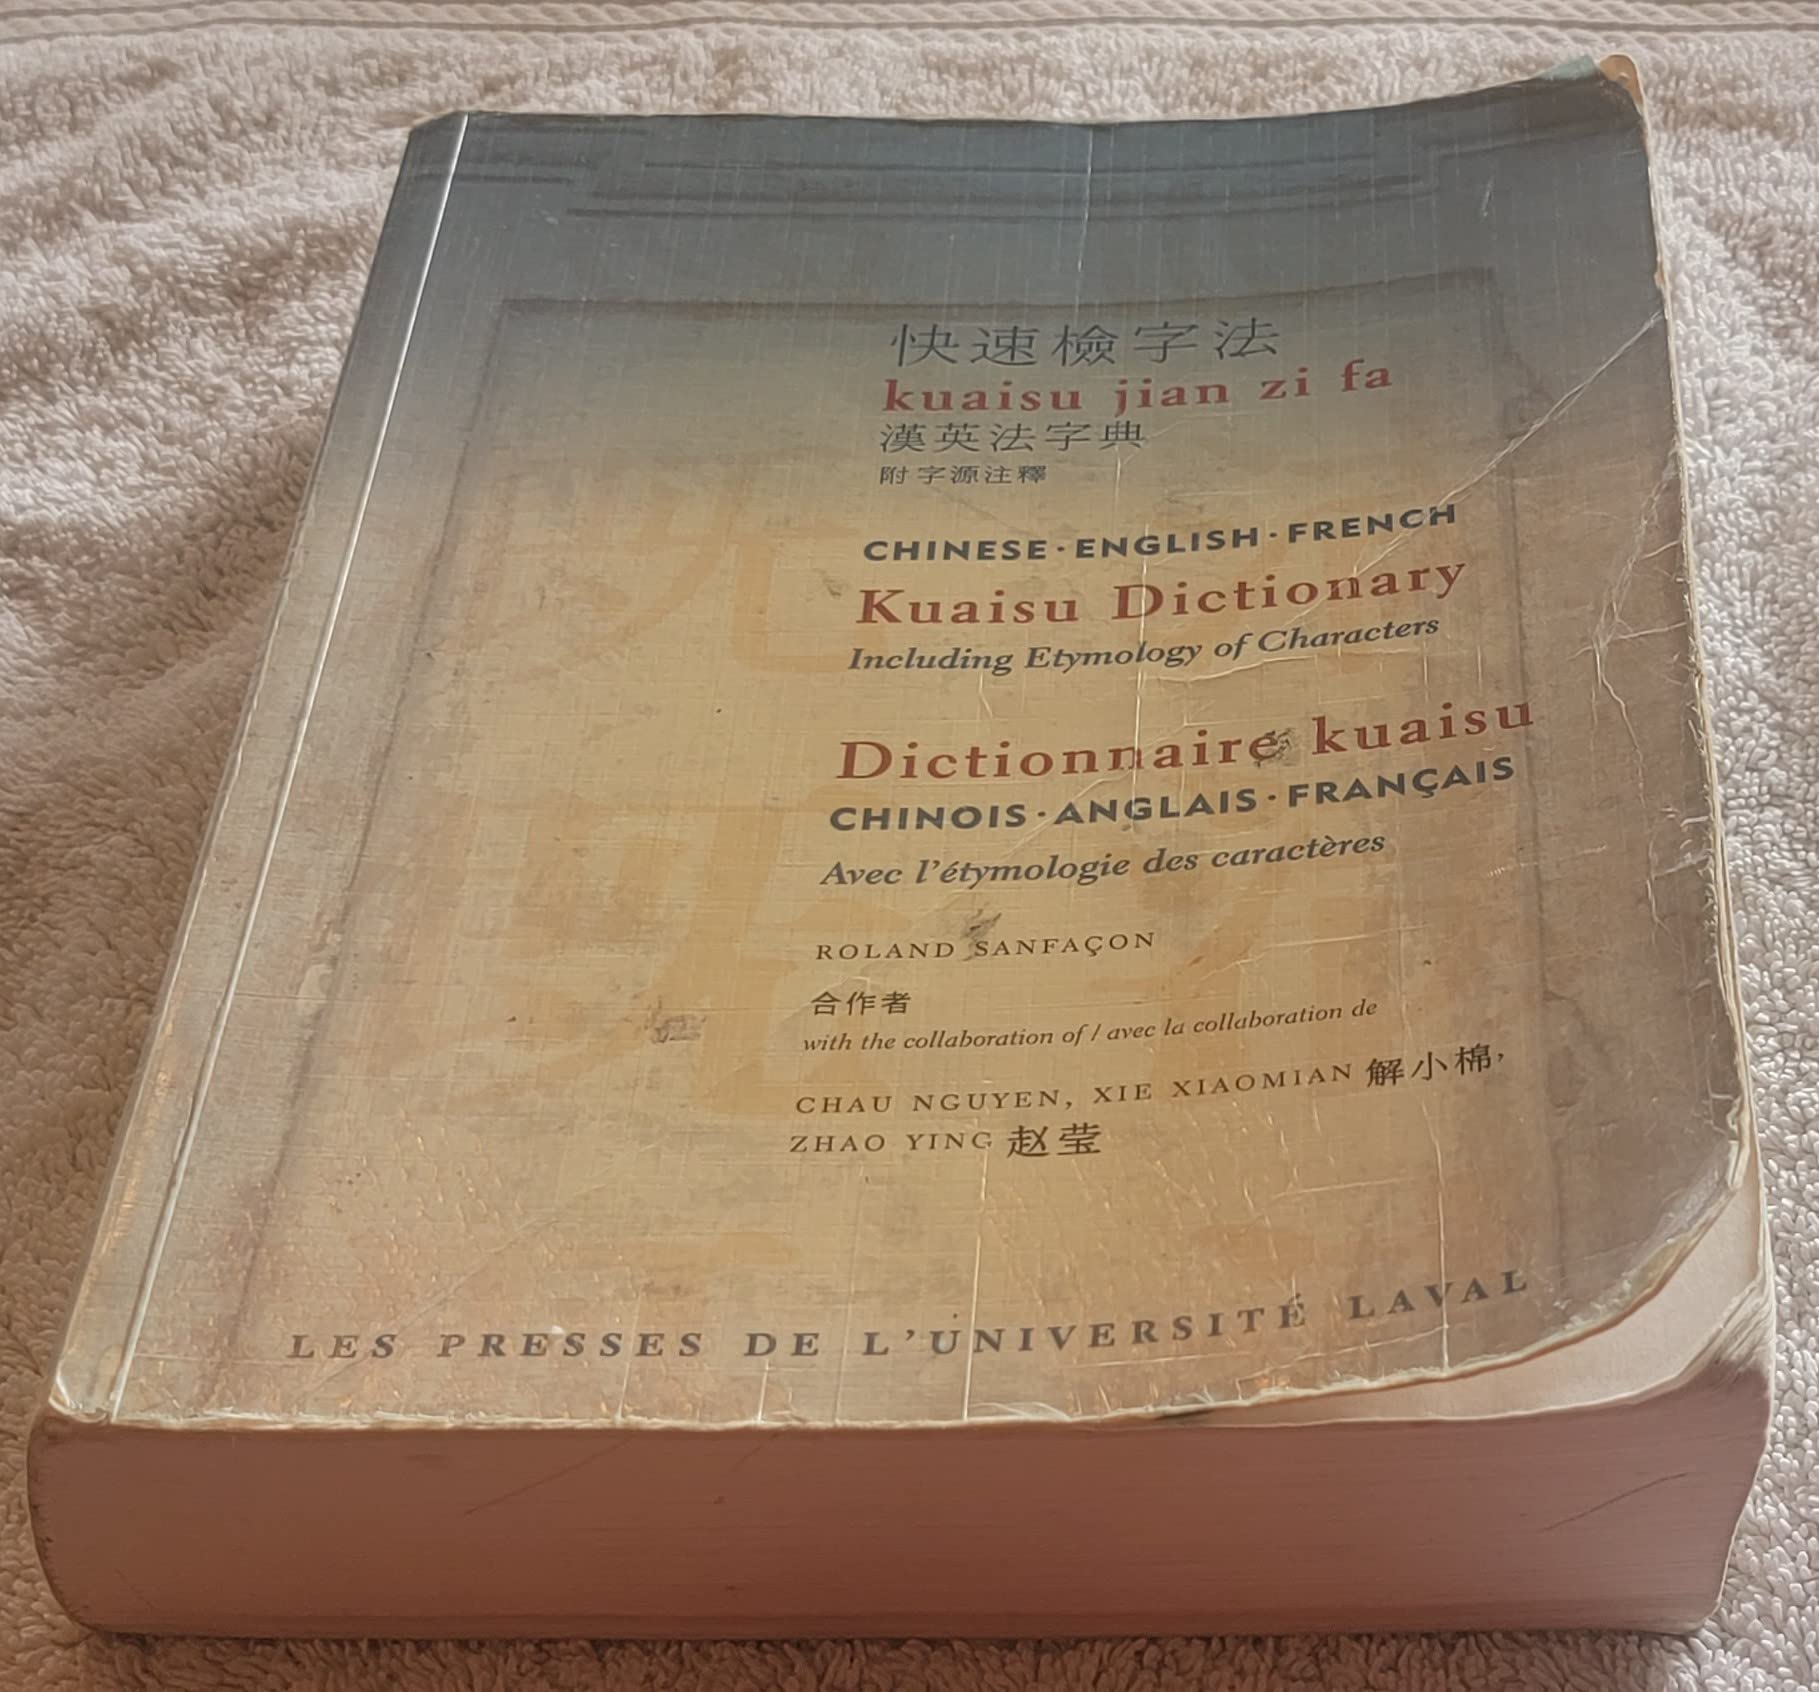 快速檢字法
kuaisu jian zi fa
漢英法字典
附字源注釋
CHINESE·ENGLISH·FRENCH
Kuaisu Dictionary
Including Etymology of Characters
Dictionnaire kuaisu
CHINOIS·ANGLAIS·FRANÇAIS
Avec l'étymologie des caractères
ROLAND SANFAÇON
合作者
with the collaboration of / avec la collaboration de
CHAU NGUYEN, XIE XIAOMIAN 解小棉,
ZHAO YING 赵莹
LES PRESSES DE L'UNIVERSITÉ LAVAL